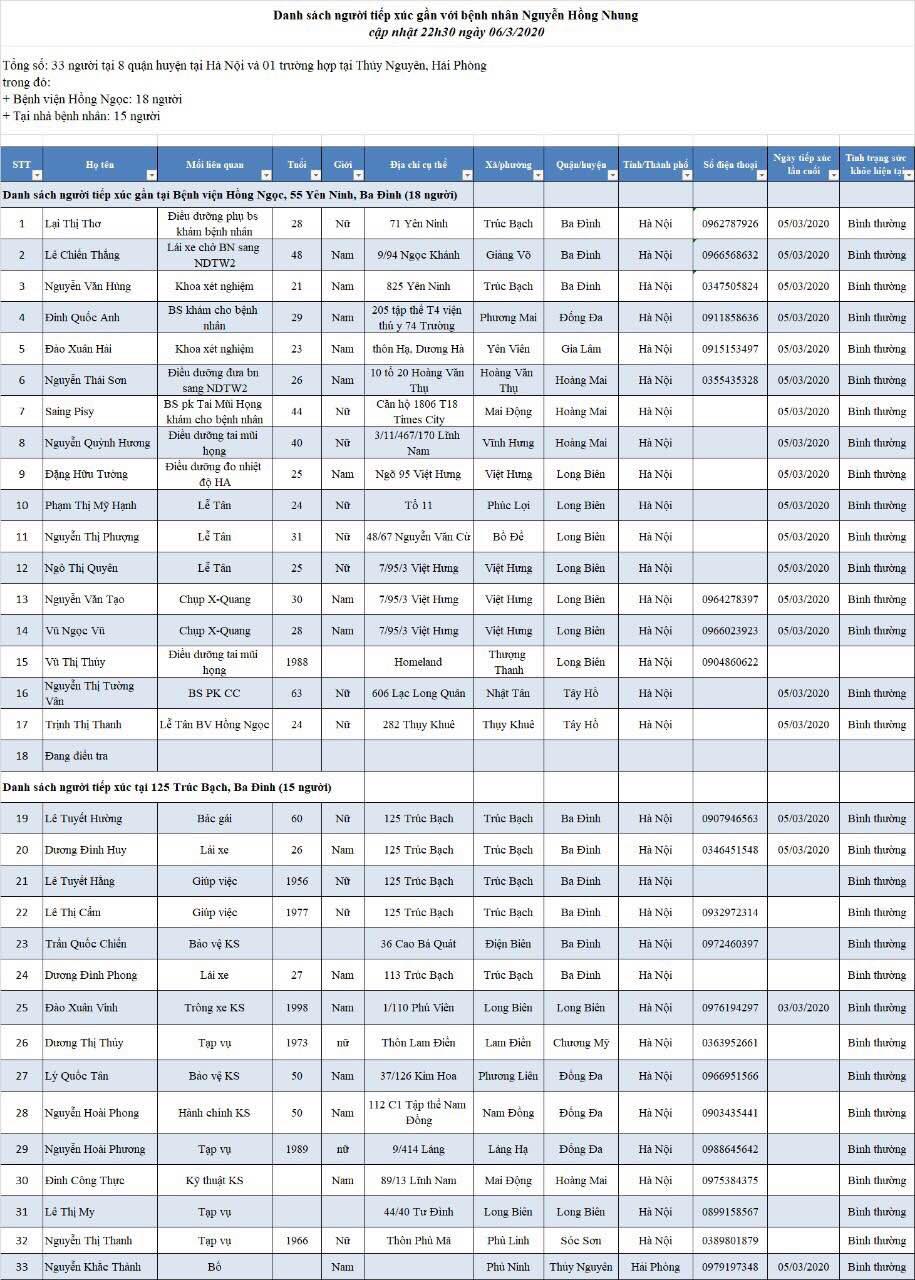 Danh sách người tiếp xúc gần với bệnh nhân Nguyễn Hồng Nhung
cập nhật 22h30 ngày 06/3/2020
Tổng số: 33 người tại 8 quận huyện tại Hà Nội và 01 trường hợp tại Thủy Nguyên, Hải Phòng
trong đó:
+ Bệnh viện Hồng Ngọc: 18 người
+ Tại nhà bệnh nhân: 15 người
STT Họ tên Mối liên quan Tuổi Giới Địa chỉ cụ thể Xã/phường Quận/huyện Tỉnh/Thành phố Số điện thoại Ngày tiếp xúc lần cuối Tình trạng sức khỏe hiện tại
Danh sách người tiếp xúc gần tại Bệnh viện Hồng Ngọc, 55 Yên Ninh, Ba Đình (18 người)
1 Lại Thị Thơ Điều dưỡng phụ bs khám bệnh nhân 28 Nữ 71 Yên Ninh Trúc Bạch Ba Đình Hà Nội 0962787926 05/03/2020 Bình thường
2 Lê Chiến Thắng Lái xe chở BN sang NDTW2 48 Nam 9/94 Ngọc Khánh Giảng Võ Ba Đình Hà Nội 0966568632 05/03/2020 Bình thường
3 Nguyễn Văn Hùng Khoa xét nghiệm 21 Nam 825 Yên Ninh Trúc Bạch Ba Đình Hà Nội 0347505824 05/03/2020 Bình thường
4 Đinh Quốc Anh BS khám cho bệnh nhân 29 Nam 205 tập thể T4 viện thú y 74 Trường Phương Mai Đống Đa Hà Nội 0911858636 05/03/2020 Bình thường
5 Đào Xuân Hải Khoa xét nghiệm 23 Nam thôn Hạ, Dương Hà Yên Viên Gia Lâm Hà Nội 0915153497 05/03/2020 Bình thường
6 Nguyễn Thái Sơn Điều dưỡng đưa bn sang NDTW2 26 Nam 10 tổ 20 Hoàng Văn Thụ Hoàng Văn Thụ Hoàng Mai Hà Nội 0355435328 05/03/2020 Bình thường
7 Saing Pisy BS pk Tai Mũi Họng khám cho bệnh nhân 44 Nữ Căn hộ 1806 T18 Times City Mai Động Hoàng Mai Hà Nội 05/03/2020 Bình thường
8 Nguyễn Quỳnh Hương Điều dưỡng tai mũi họng 40 Nữ 3/11/467/170 Lĩnh Nam Vĩnh Hưng Hoàng Mai Hà Nội 05/03/2020 Bình thường
9 Đặng Hữu Tưởng Điều dưỡng đo nhiệt độ HA 25 Nam Ngõ 95 Việt Hưng Việt Hưng Long Biên Hà Nội 05/03/2020 Bình thường
10 Phạm Thị Mỹ Hạnh Lễ Tân 24 Nữ Tổ 11 Phúc Lợi Long Biên Hà Nội 05/03/2020 Bình thường
11 Nguyễn Thị Phượng Lễ Tân 31 Nữ 48/67 Nguyễn Văn Cừ Bồ Đề Long Biên Hà Nội 05/03/2020 Bình thường
12 Ngô Thị Quyên Lễ Tân 25 Nữ 7/95/3 Việt Hưng Việt Hưng Long Biên Hà Nội 05/03/2020 Bình thường
13 Nguyễn Văn Tạo Chụp X-Quang 30 Nam 7/95/3 Việt Hưng Việt Hưng Long Biên Hà Nội 0964278397 05/03/2020 Bình thường
14 Vũ Ngọc Vũ Chụp X-Quang 28 Nam 7/95/3 Việt Hưng Việt Hưng Long Biên Hà Nội 0966023923 05/03/2020 Bình thường
15 Vũ Thị Thủy Điều dưỡng tai mũi họng 1988 Homeland Thượng Thanh Long Biên Hà Nội 0904860622
16 Nguyễn Thị Tường Vân BS PK CC 63 Nữ 606 Lạc Long Quân Nhật Tân Tây Hồ Hà Nội 05/03/2020 Bình thường
17 Trịnh Thị Thanh Lễ Tân BV Hồng Ngọc 24 Nữ 282 Thụy Khuê Thụy Khuê Tây Hồ Hà Nội 05/03/2020 Bình thường
18 Đang điều tra
Danh sách người tiếp xúc tại 125 Trúc Bạch, Ba Đình (15 người)
19 Lê Tuyết Hường Bác gái 60 Nữ 125 Trúc Bạch Trúc Bạch Ba Đình Hà Nội 0907946563 05/03/2020 Bình thường
20 Dương Đình Huy Lái xe 26 Nam 125 Trúc Bạch Trúc Bạch Ba Đình Hà Nội 0346451548 05/03/2020 Bình thường
21 Lê Tuyết Hằng Giúp việc 1956 Nữ 125 Trúc Bạch Trúc Bạch Ba Đình Hà Nội Bình thường
22 Lê Thị Cẩm Giúp việc 1977 Nữ 125 Trúc Bạch Trúc Bạch Ba Đình Hà Nội 0932972314 Bình thường
23 Trần Quốc Chiến Bảo vệ KS 36 Cao Bá Quát Điện Biên Ba Đình Hà Nội 0972460397 Bình thường
24 Dương Đình Phong Lái xe 27 Nam 113 Trúc Bạch Trúc Bạch Ba Đình Hà Nội Bình thường
25 Đào Xuân Vinh Trông xe KS 1998 Nam 1/110 Phú Viên Long Biên Long Biên Hà Nội 0976194297 03/03/2020 Bình thường
26 Dương Thị Thủy Tạp vụ 1973 nữ Thôn Lam Điền Lam Điền Chương Mỹ Hà Nội 0363952661 Bình thường
27 Lý Quốc Tân Bảo vệ KS 50 Nam 37/126 Kim Hoa Phương Liên Đống Đa Hà Nội 0966951566 Bình thường
28 Nguyễn Hoài Phong Hành chính KS 50 Nam 112 C1 Tập thể Nam Đồng Nam Đồng Đống Đa Hà Nội 0903435441 Bình thường
29 Nguyễn Hoài Phương Tạp vụ 1989 nữ 9/414 Láng Láng Hạ Đống Đa Hà Nội 0988645642 Bình thường
30 Đinh Công Thực Kỹ thuật KS Nam 89/13 Lĩnh Nam Mai Động Hoàng Mai Hà Nội 0975384375 Bình thường
31 Lê Thị My Tạp vụ 44/40 Tư Đình Long Biên Long Biên Hà Nội 0899158567 Bình thường
32 Nguyễn Thị Thanh Tạp vụ 1966 Nữ Thôn Phù Mã Phù Linh Sóc Sơn Hà Nội 0389801879 Bình thường
33 Nguyễn Khắc Thành Bố Nam Phù Ninh Thủy Nguyên Hải Phòng 0979197348 05/03/2020 Bình thường